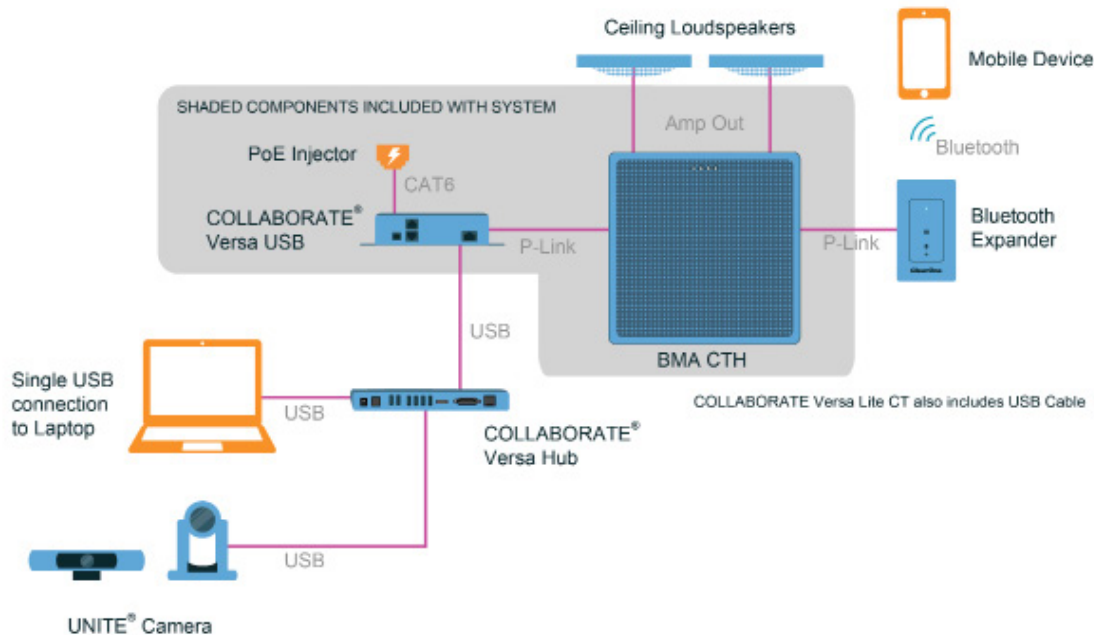 Ceiling Loudspeakers
Mobile Device
SHADED COMPONENTS INCLUDED WITH SYSTEM
Amp Out
Bluetooth
PoE Injector
CAT6
COLLABORATE®
Versa USB
P-Link
P-Link
Bluetooth
Expander
ClearOne
USB
BMA CTH
Single USB
connection
to Laptop
USB
COLLABORATE Versa Lite CT also includes USB Cable
COLLABORATE®
Versa Hub
USB
UNITE® Camera